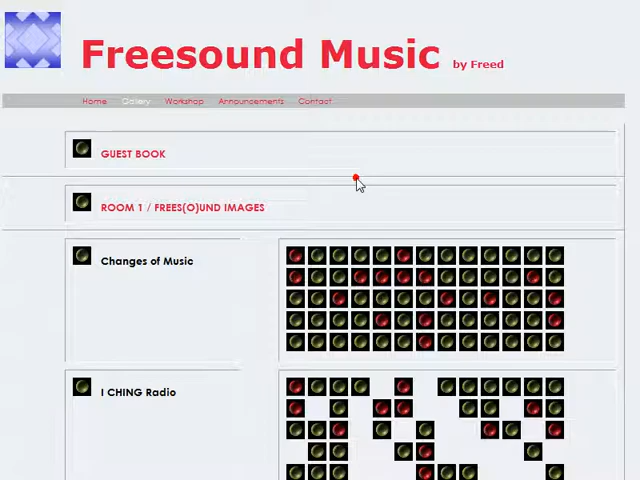 Freesound Music by Freed
Home Gallery Workshop Announcements Contact
GUEST BOOK
ROOM 1 / FREES(O)UND IMAGES
Changes of Music
I CHING Radio